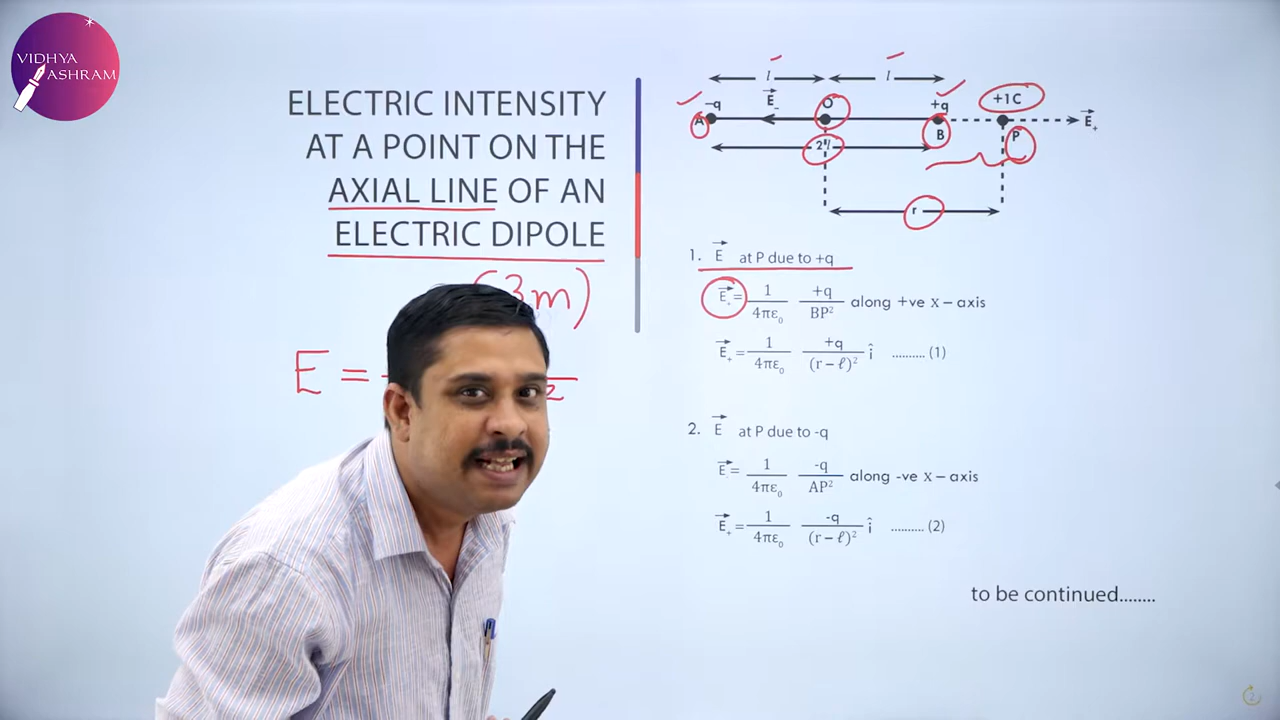 VIDHYA
ASHRAM
ELECTRIC INTENSITY
AT A POINT ON THE
AXIAL LINE OF AN
ELECTRIC DIPOLE
(3m)
E =
l l
-q E⃗_ O +q +1C E⃗₊
A B P
2l
r
1. E⃗ at P due to +q
E⃗₊= 1/4πε₀ +q/BP² along +ve x – axis
E⃗₊= 1/4πε₀ +q/(r – ℓ)² î .......... (1)
2. E⃗ at P due to -q
E⃗= 1/4πε₀ -q/AP² along -ve x – axis
E⃗₊= 1/4πε₀ -q/(r – ℓ)² î .......... (2)
to be continued........